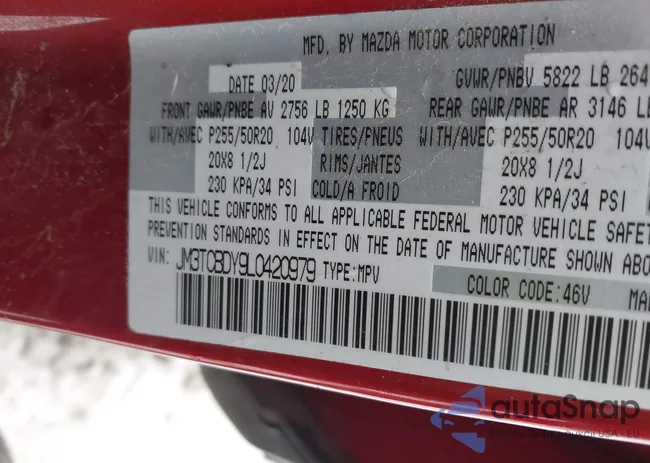 MFD. BY MAZDA MOTOR CORPORATION
DATE 03/20 GVWR/PNBV 5822 LB 264
FRONT GAWR/PNBE AV 2756 LB 1250 KG REAR GAWR/PNBE AR 3146 LB
WITH/AVEC P255/50R20 104V TIRES/PNEUS WITH/AVEC P255/50R20 104V
20X8 1/2J RIMS/JANTES 20X8 1/2J
230 KPA/34 PSI COLD/A FROID 230 KPA/34 PSI
THIS VEHICLE CONFORMS TO ALL APPLICABLE FEDERAL MOTOR VEHICLE SAFET
PREVENTION STANDARDS IN EFFECT ON THE DATE OF MANUFACTURE SHOWN ABO
VIN: JM3TCBDY9L0420979 TYPE:MPV
COLOR CODE:46V MA
autoSnap